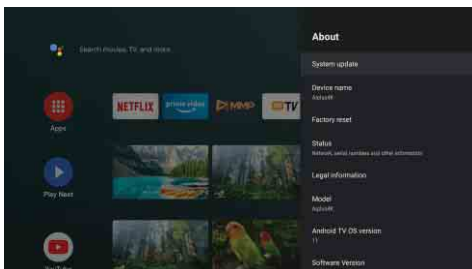 About
Search movies, TV, and more
System update
Device name
NETFLIX
prime video
TV
Factory reset
Apps
Status
Network, serial numbers and other information
Legal information
Play Next
Model
Android TV OS version
11
YouTube
Software Version